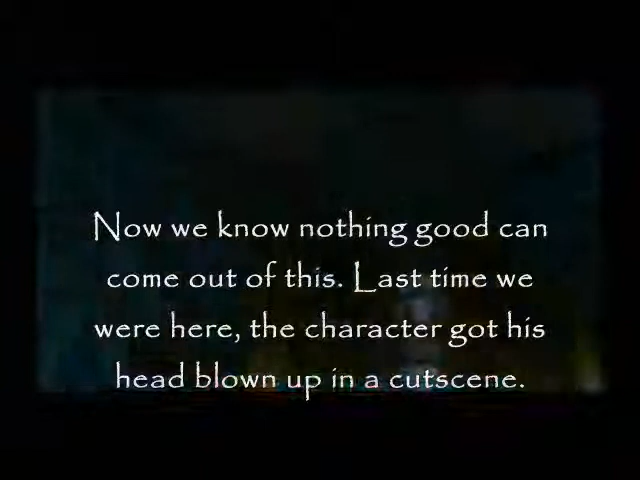 Now we know nothing good can
come out of this. Last time we
were here, the character got his
head blown up in a cutscene.